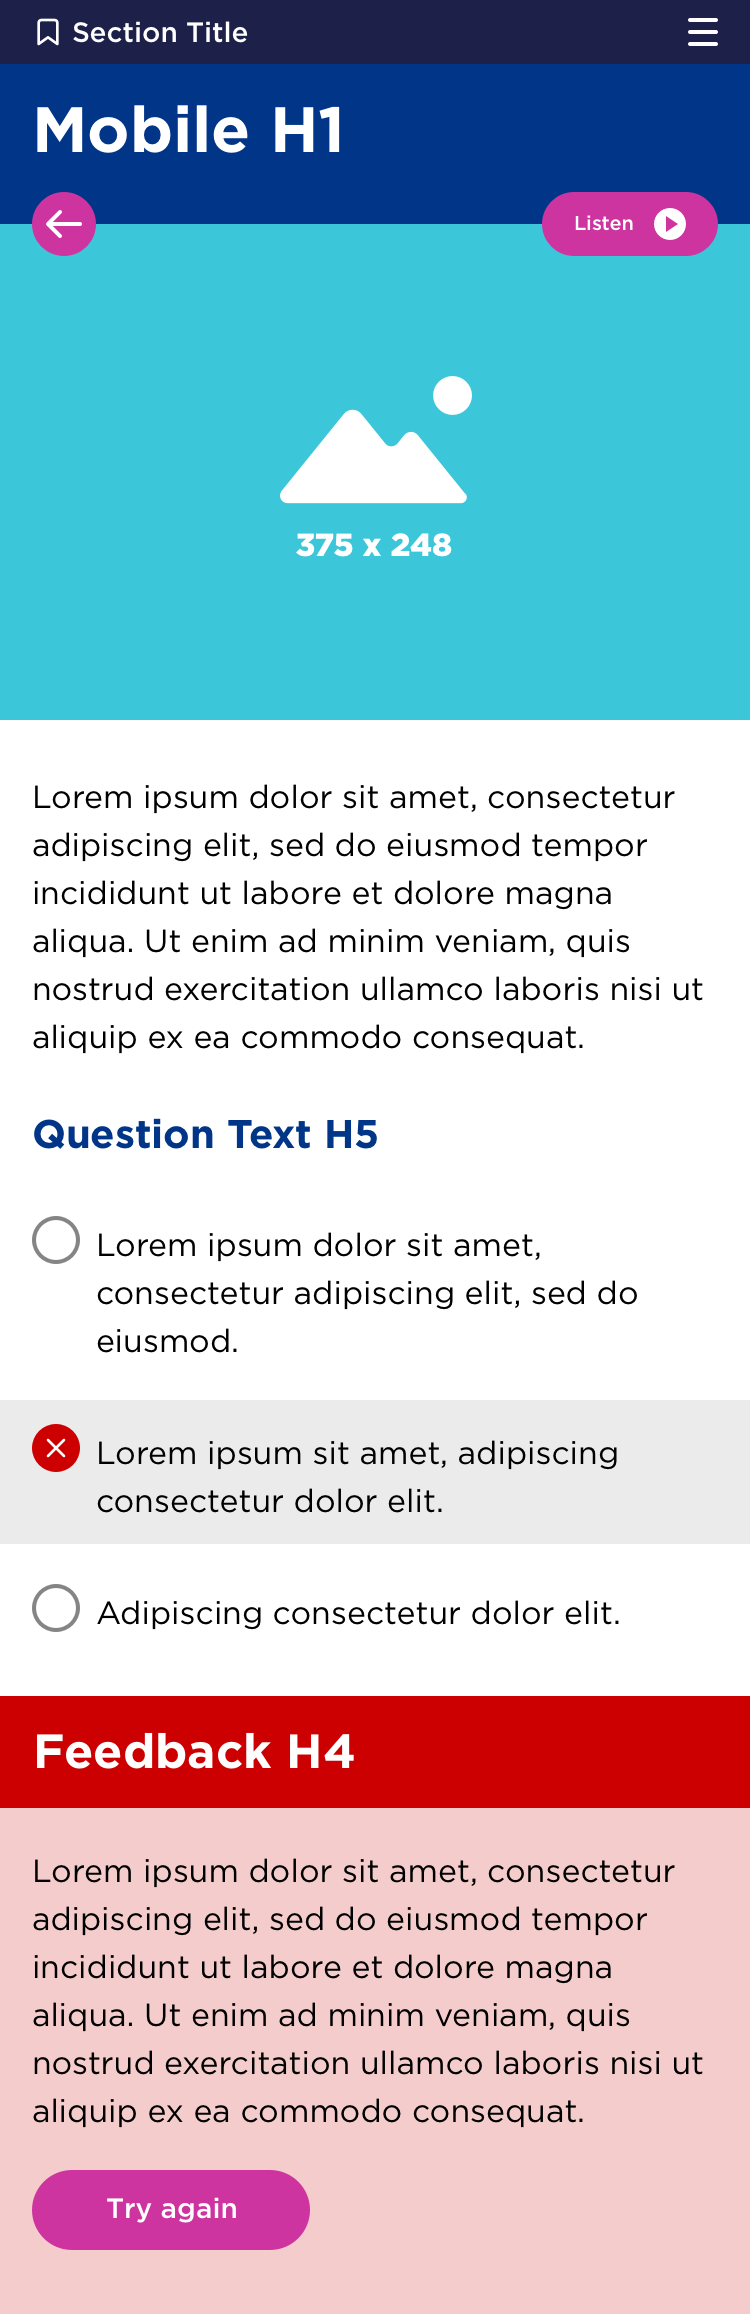 Section Title
Mobile H1
Listen
375 x 248
Lorem ipsum dolor sit amet, consectetur
adipiscing elit, sed do eiusmod tempor
incididunt ut labore et dolore magna
aliqua. Ut enim ad minim veniam, quis
nostrud exercitation ullamco laboris nisi ut
aliquip ex ea commodo consequat.
Question Text H5
Lorem ipsum dolor sit amet,
consectetur adipiscing elit, sed do
eiusmod.
Lorem ipsum sit amet, adipiscing
consectetur dolor elit.
Adipiscing consectetur dolor elit.
Feedback H4
Lorem ipsum dolor sit amet, consectetur
adipiscing elit, sed do eiusmod tempor
incididunt ut labore et dolore magna
aliqua. Ut enim ad minim veniam, quis
nostrud exercitation ullamco laboris nisi ut
aliquip ex ea commodo consequat.
Try again